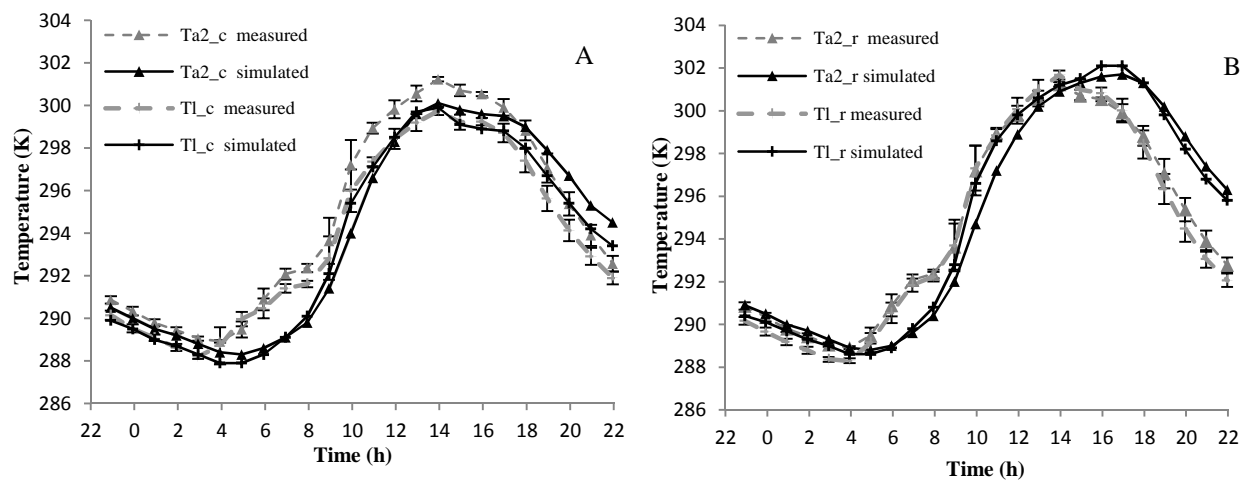 304
302
300
298
296
294
292
290
288
286
Temperature (K)
Ta2_c measured
Ta2_c simulated
Tl_c measured
Tl_c simulated
A
22 0 2 4 6 8 10 12 14 16 18 20 22
Time (h)
304
302
300
298
296
294
292
290
288
286
Temperature (K)
Ta2_r measured
Ta2_r simulated
Tl_r measured
Tl_r simulated
B
22 0 2 4 6 8 10 12 14 16 18 20 22
Time (h)